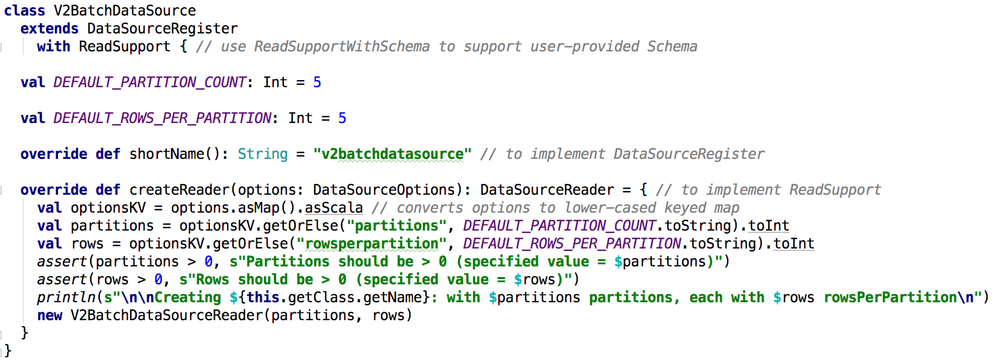 class V2BatchDataSource
extends DataSourceRegister
with ReadSupport { // use ReadSupportWithSchema to support user-provided Schema
val DEFAULT_PARTITION_COUNT: Int = 5
val DEFAULT_ROWS_PER_PARTITION: Int = 5
override def shortName(): String = "v2batchdatasource" // to implement DataSourceRegister
override def createReader(options: DataSourceOptions): DataSourceReader = { // to implement ReadSupport
val optionsKV = options.asMap().asScala // converts options to lower-cased keyed map
val partitions = optionsKV.getOrElse("partitions", DEFAULT_PARTITION_COUNT.toString).toInt
val rows = optionsKV.getOrElse("rowsperpartition", DEFAULT_ROWS_PER_PARTITION.toString).toInt
assert(partitions > 0, s"Partitions should be > 0 (specified value = $partitions)")
assert(rows > 0, s"Rows should be > 0 (specified value = $rows)")
println(s"\n\nCreating ${this.getClass.getName}: with $partitions partitions, each with $rows rowsPerPartition\n")
new V2BatchDataSourceReader(partitions, rows)
}
}